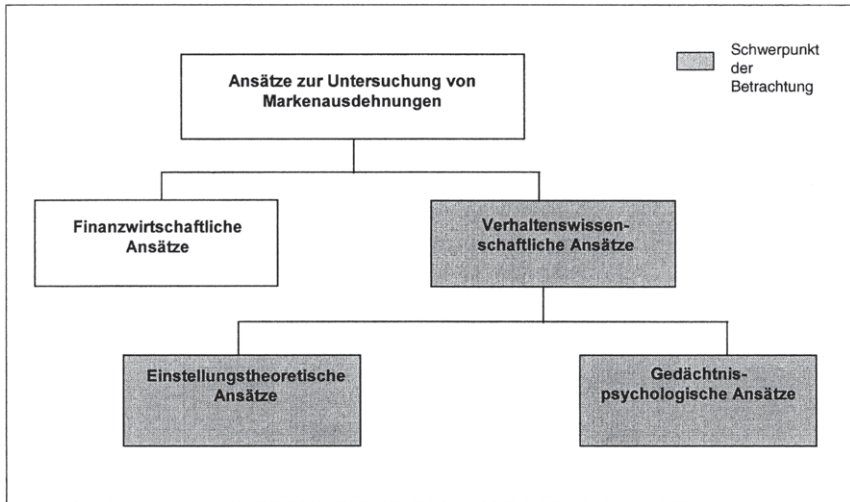 Ansätze zur Untersuchung von
Markenausdehnungen
Schwerpunkt
der
Betrachtung
Finanzwirtschaftliche
Ansätze
Verhaltenswissen-
schaftliche Ansätze
Einstellungstheoretische
Ansätze
Gedächtnis-
psychologische Ansätze